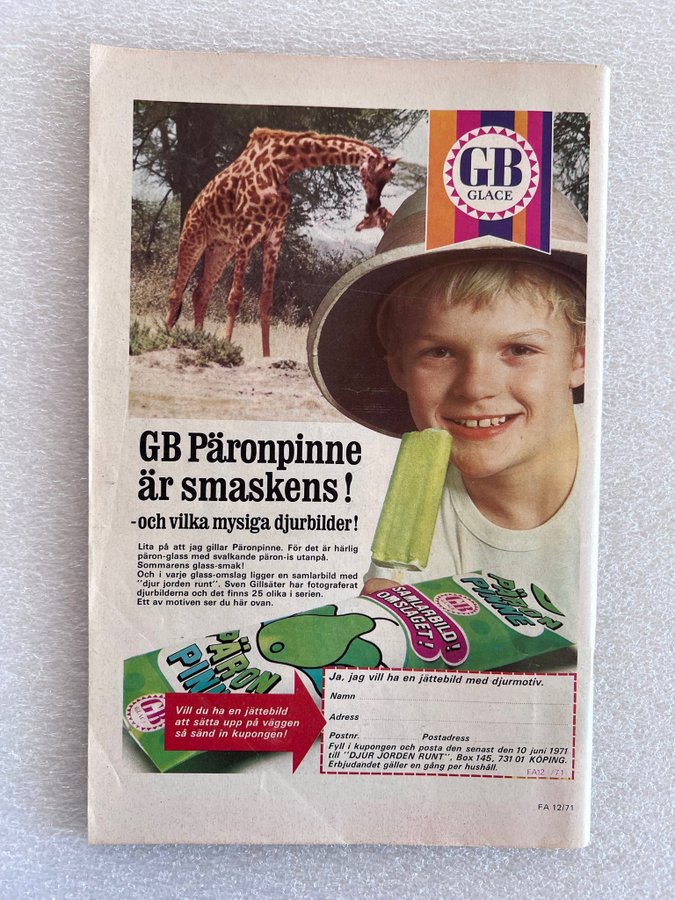 GB
GLACE
GB Päronpinne
är smaskens!
-och vilka mysiga djurbilder!
Lita på att jag gillar Päronpinne. För det är härlig
päron-glass med svalkande päron-is utanpå.
Sommarens glass-smak!
Och i varje glass-omslag ligger en samlarbild med
"djur jorden runt". Sven Gillsäter har fotograferat
djurbilderna och det finns 25 olika i serien.
Ett av motiven ser du här ovan.
PÄRON
PINNE
GB
SAMLARBILD I
OMSLAGET!
PÄRON
PINNE
GB
Vill du ha en jättebild
att sätta upp på väggen
så sänd in kupongen!
Ja, jag vill ha en jättebild med djurmotiv.
Namn
Adress
Postnr. Postadress
Fyll i kupongen och posta den senast den 10 juni 1971
till "DJUR JORDEN RUNT", Box 145, 731 01 KÖPING.
Erbjudandet gäller en gång per hushåll.
FA12 /71
FA 12/71